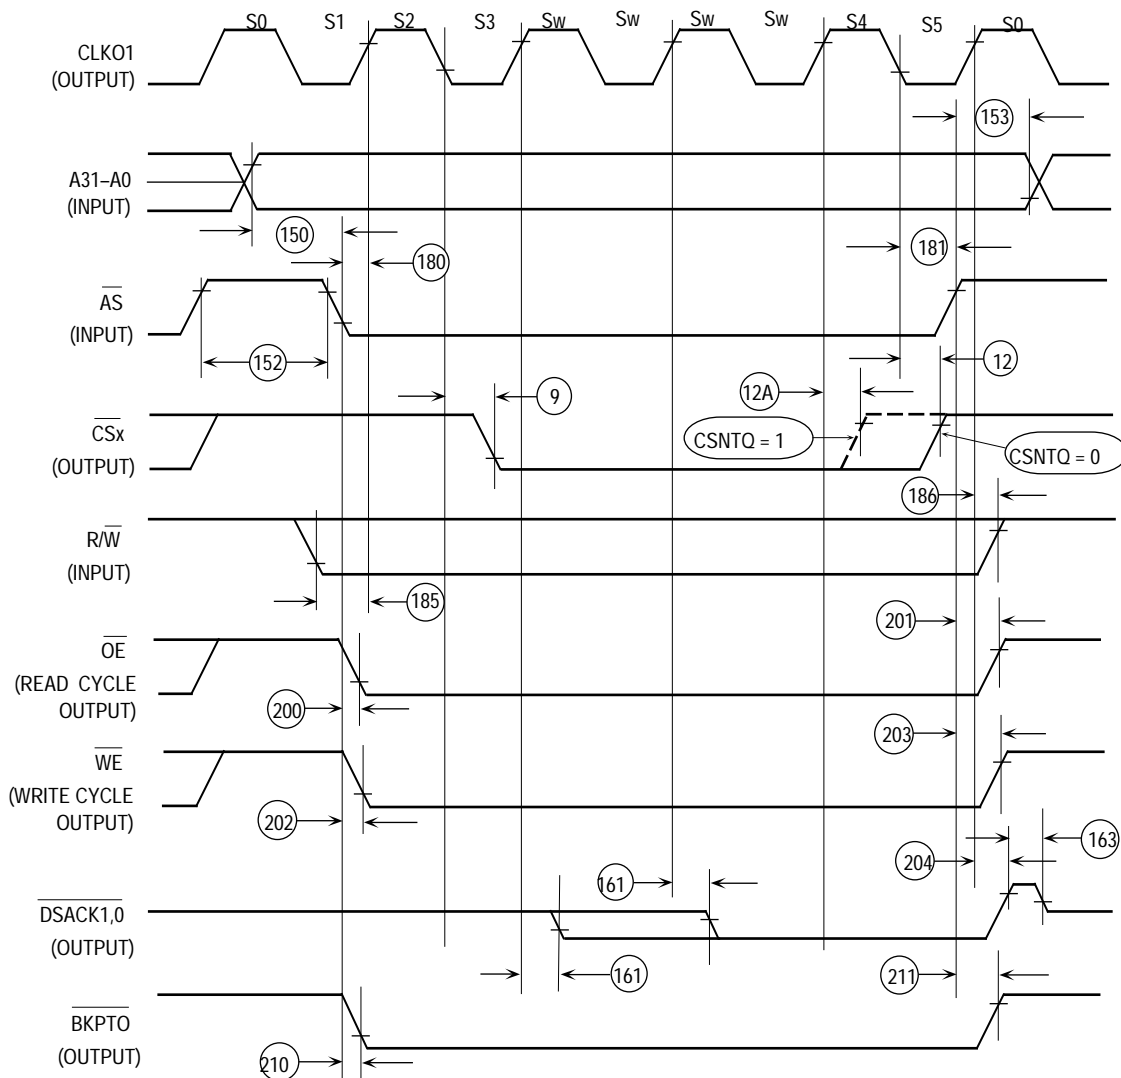 S0 S1 S2 S3 Sw Sw Sw Sw S4 S5 S0
CLKO1
(OUTPUT)
153
A31–A0
(INPUT)
150
180
181
AS
(INPUT)
152
12
9
12A
CSx
(OUTPUT)
CSNTQ = 1
CSNTQ = 0
186
R/W
(INPUT)
185
201
OE
(READ CYCLE
OUTPUT)
200
203
WE
(WRITE CYCLE
OUTPUT)
202
163
204
161
DSACK1,0
(OUTPUT)
161
211
BKPTO
(OUTPUT)
210